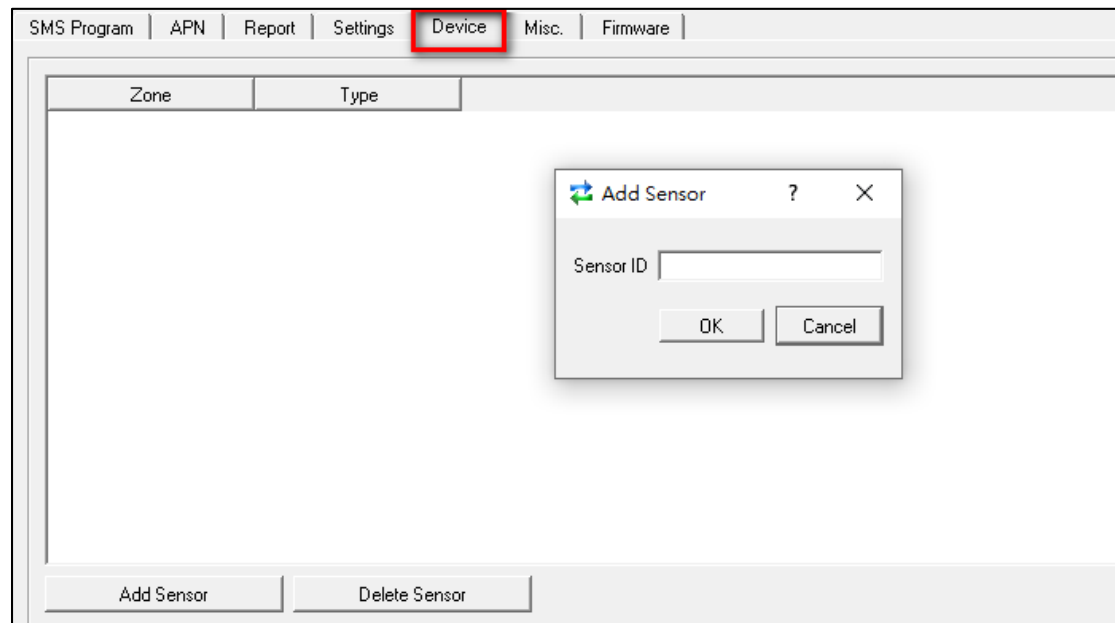 SMS Program APN Report Settings Device Misc. Firmware
Zone Type
Add Sensor ?
Sensor ID
OK Cancel
Add Sensor Delete Sensor